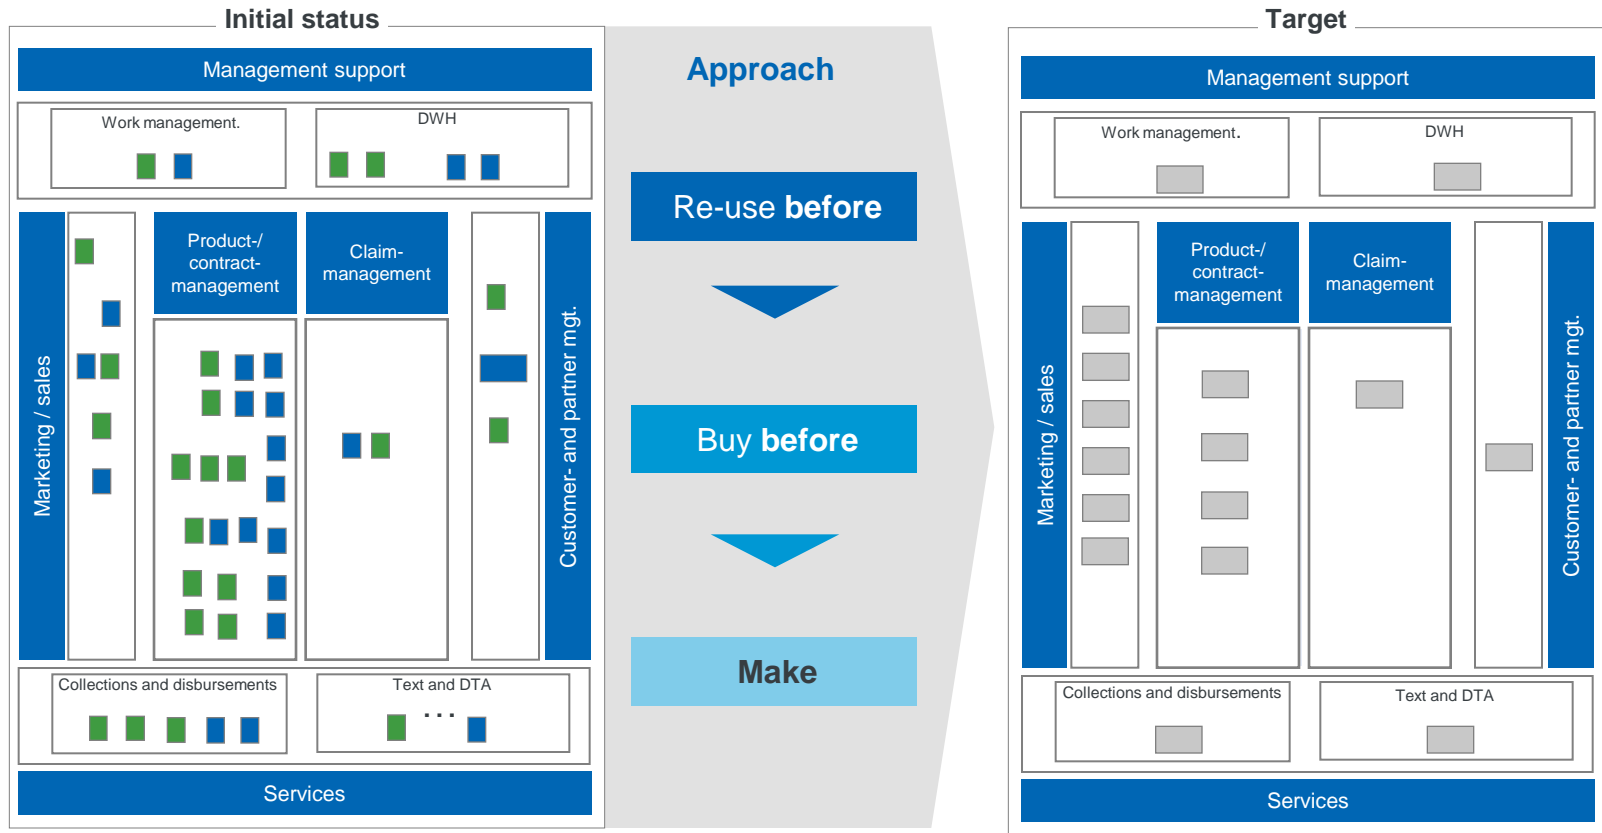 Initial status
Management support
Work management.
DWH
Marketing / sales
Product-/
contract-
management
Claim-
management
Customer- and partner mgt.
Collections and disbursements
Text and DTA
...
Services
Approach
Re-use before
Buy before
Make
Target
Management support
Work management.
DWH
Marketing / sales
Product-/
contract-
management
Claim-
management
Customer- and partner mgt.
Collections and disbursements
Text and DTA
Services